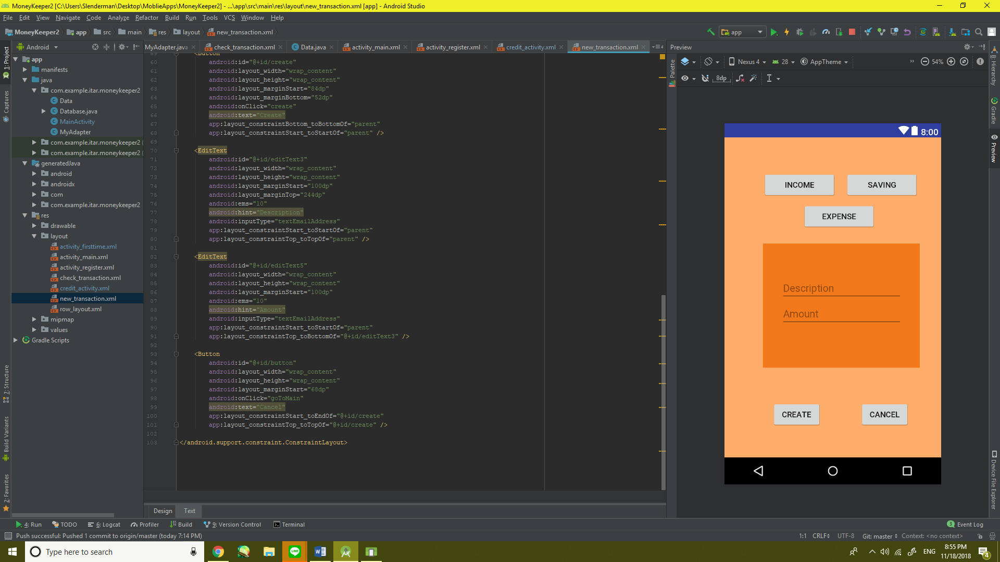 MoneyKeeper2 [C:\Users\Slenderman\Desktop\MoblieApps\MoneyKeeper2] - ...\app\src\main\res\layout\new_transaction.xml [app] - Android Studio
File Edit View Navigate Code Analyze Refactor Build Run Tools VCS Window Help
MoneyKeeper2 app src main res layout new_transaction.xml
app
Android
MyAdapter.java check_transaction.xml Data.java activity_main.xml activity_register.xml credit_activity.xml new_transaction.xml
4
Preview
1: Project
Captures
7: Structure
Build Variants
2: Favorites
app
manifests
java
com.example.itar.moneykeeper2
Data
Database.java
MainActivity
MyAdapter
com.example.itar.moneykeeper2 (
com.example.itar.moneykeeper2 (
generatedJava
android
androidx
com
com.example.itar.moneykeeper2
res
drawable
layout
activity_firsttime.xml
activity_main.xml
activity_register.xml
check_transaction.xml
credit_activity.xml
new_transaction.xml
row_layout.xml
mipmap
values
Gradle Scripts
59 <Button
60 android:id="@+id/create"
61 android:layout_width="wrap_content"
62 android:layout_height="wrap_content"
63 android:layout_marginStart="84dp"
64 android:layout_marginBottom="52dp"
65 android:onClick="create"
66 android:text="Create"
67 app:layout_constraintBottom_toBottomOf="parent"
68 app:layout_constraintStart_toStartOf="parent" />
69
70 <EditText
71 android:id="@+id/editText3"
72 android:layout_width="wrap_content"
73 android:layout_height="wrap_content"
74 android:layout_marginStart="100dp"
75 android:layout_marginTop="244dp"
76 android:ems="10"
77 android:hint="Description"
78 android:inputType="textEmailAddress"
79 app:layout_constraintStart_toStartOf="parent"
80 app:layout_constraintTop_toTopOf="parent" />
81
82 <EditText
83 android:id="@+id/editText5"
84 android:layout_width="wrap_content"
85 android:layout_height="wrap_content"
86 android:layout_marginStart="100dp"
87 android:ems="10"
88 android:hint="Amount"
89 android:inputType="textEmailAddress"
90 app:layout_constraintStart_toStartOf="parent"
91 app:layout_constraintTop_toBottomOf="@+id/editText3" />
92
93 <Button
94 android:id="@+id/button"
95 android:layout_width="wrap_content"
96 android:layout_height="wrap_content"
97 android:layout_marginStart="68dp"
98 android:onClick="goToMain"
99 android:text="Cancel"
100 app:layout_constraintStart_toEndOf="@+id/create"
101 app:layout_constraintTop_toTopOf="@+id/create" />
102
103 </android.support.constraint.ConstraintLayout>
Design Text
Palette
Nexus 4 28 AppTheme » 54%
8dp
8:00
INCOME SAVING
EXPENSE
Description
Amount
CREATE CANCEL
8: Hierarchy
Gradle
Preview
Device File Explorer
4: Run TODO 6: Logcat Profiler Build 9: Version Control Terminal
3 Event Log
Push successful: Pushed 1 commit to origin/master (today 7:14 PM)
1:1 CRLF UTF-8 Git: master Context: <no context>
Type here to search
LINE
ENG
8:55 PM
11/18/2018
4